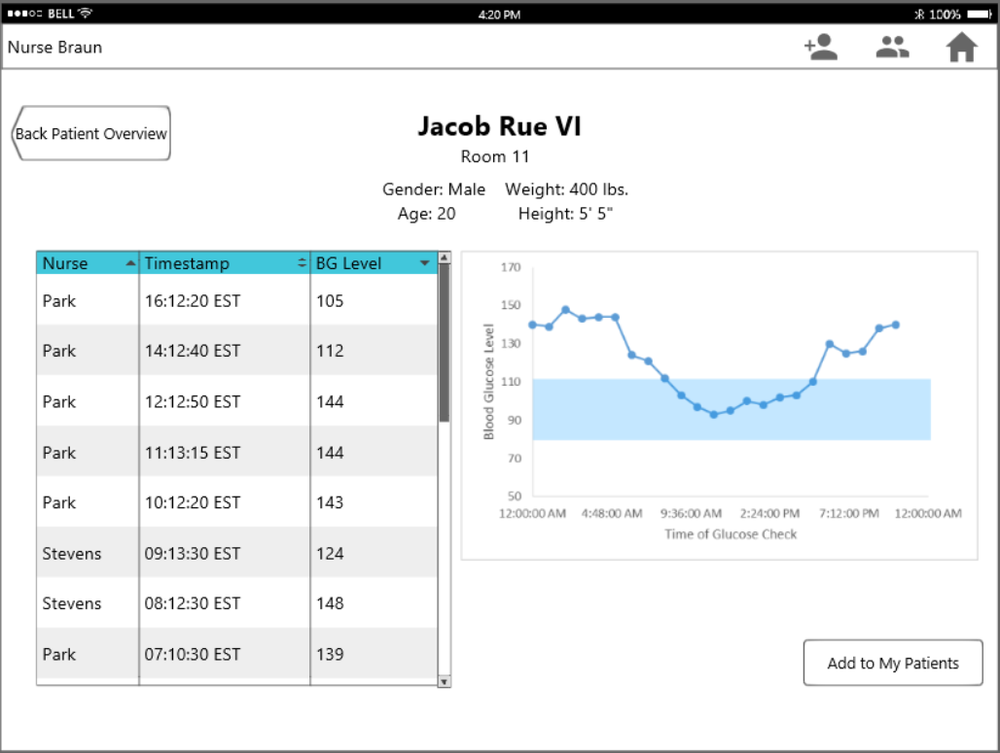 BELL 4:20 PM 100%
Nurse Braun
Back Patient Overview
Jacob Rue VI
Room 11
Gender: Male Weight: 400 lbs.
Age: 20 Height: 5' 5"
Nurse Timestamp BG Level
Park 16:12:20 EST 105
Park 14:12:40 EST 112
Park 12:12:50 EST 144
Park 11:13:15 EST 144
Park 10:12:20 EST 143
Stevens 09:13:30 EST 124
Stevens 08:12:30 EST 148
Park 07:10:30 EST 139
Blood Glucose Level
170
150
130
110
90
70
50
12:00:00 AM 4:48:00 AM 9:36:00 AM 2:24:00 PM 7:12:00 PM 12:00:00 AM
Time of Glucose Check
Add to My Patients